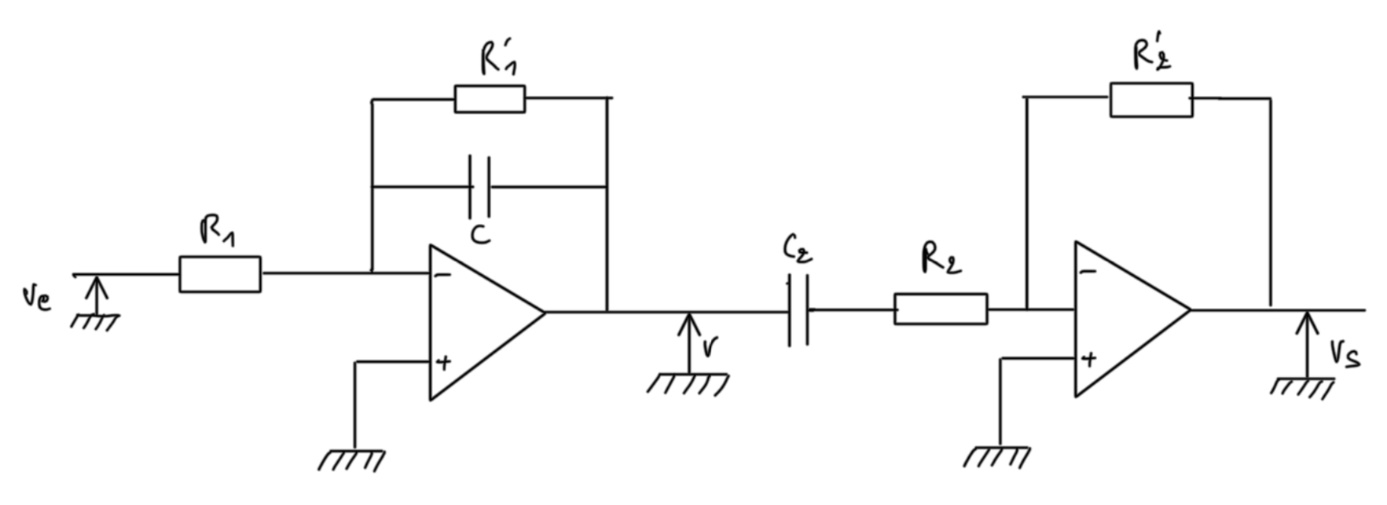 R'₁
R'₂
C
R₁
C₂
R₂
-
-
ve
v
vs
+
+